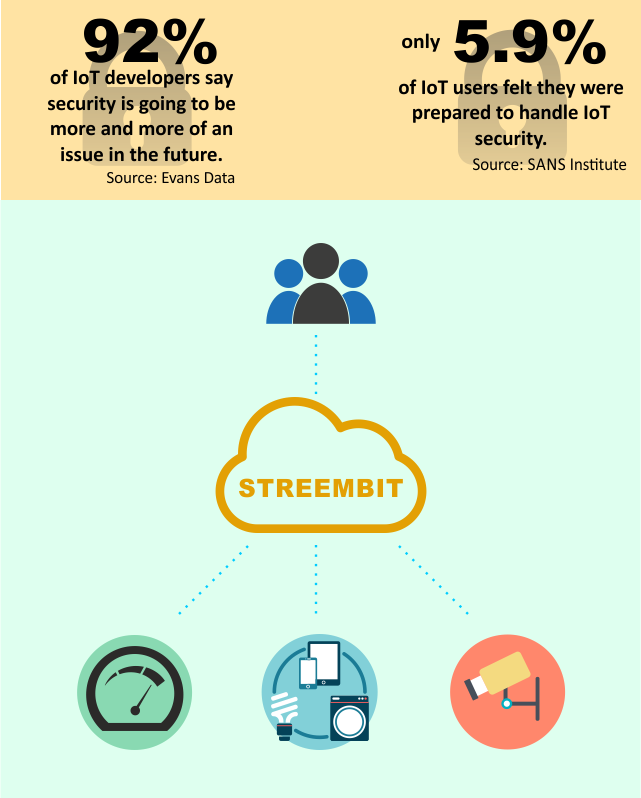 92%
of IoT developers say
security is going to be
more and more of an
issue in the future.
Source: Evans Data
only 5.9%
of IoT users felt they were
prepared to handle IoT
security.
Source: SANS Institute
STREEMBIT